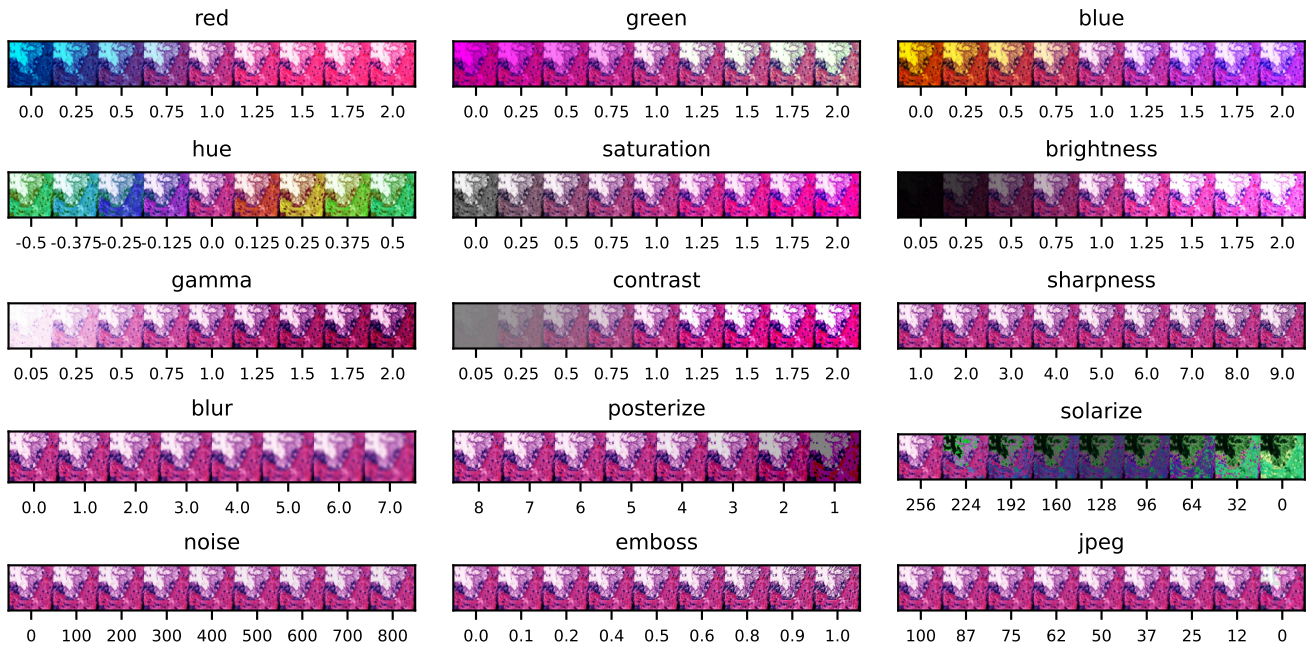 red green blue
0.0 0.25 0.5 0.75 1.0 1.25 1.5 1.75 2.0 0.0 0.25 0.5 0.75 1.0 1.25 1.5 1.75 2.0 0.0 0.25 0.5 0.75 1.0 1.25 1.5 1.75 2.0
hue saturation brightness
-0.5 -0.375 -0.25 -0.125 0.0 0.125 0.25 0.375 0.5 0.0 0.25 0.5 0.75 1.0 1.25 1.5 1.75 2.0 0.05 0.25 0.5 0.75 1.0 1.25 1.5 1.75 2.0
gamma contrast sharpness
0.05 0.25 0.5 0.75 1.0 1.25 1.5 1.75 2.0 0.05 0.25 0.5 0.75 1.0 1.25 1.5 1.75 2.0 1.0 2.0 3.0 4.0 5.0 6.0 7.0 8.0 9.0
blur posterize solarize
0.0 1.0 2.0 3.0 4.0 5.0 6.0 7.0 8 7 6 5 4 3 2 1 256 224 192 160 128 96 64 32 0
noise emboss jpeg
0 100 200 300 400 500 600 700 800 0.0 0.1 0.2 0.4 0.5 0.6 0.8 0.9 1.0 100 87 75 62 50 37 25 12 0